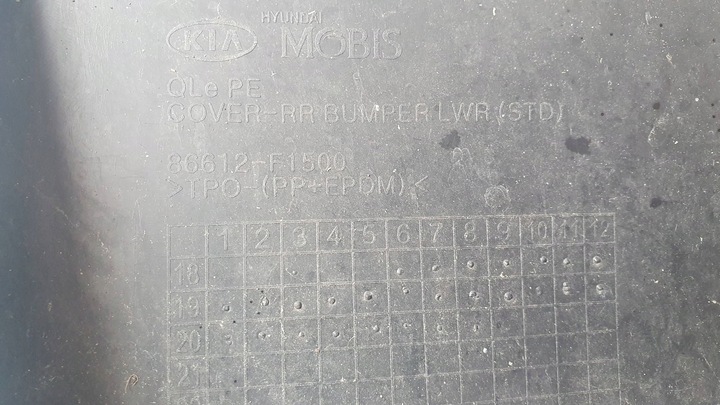 HYUNDAI
KIA MOBIS
QLe PE
COVER-RR BUMPER LWR (STD)
86612-F1500
>TPO-(PP+EPDM)<
1 2 3 4 5 6 7 8 9 10 11 12
18
19
20
21